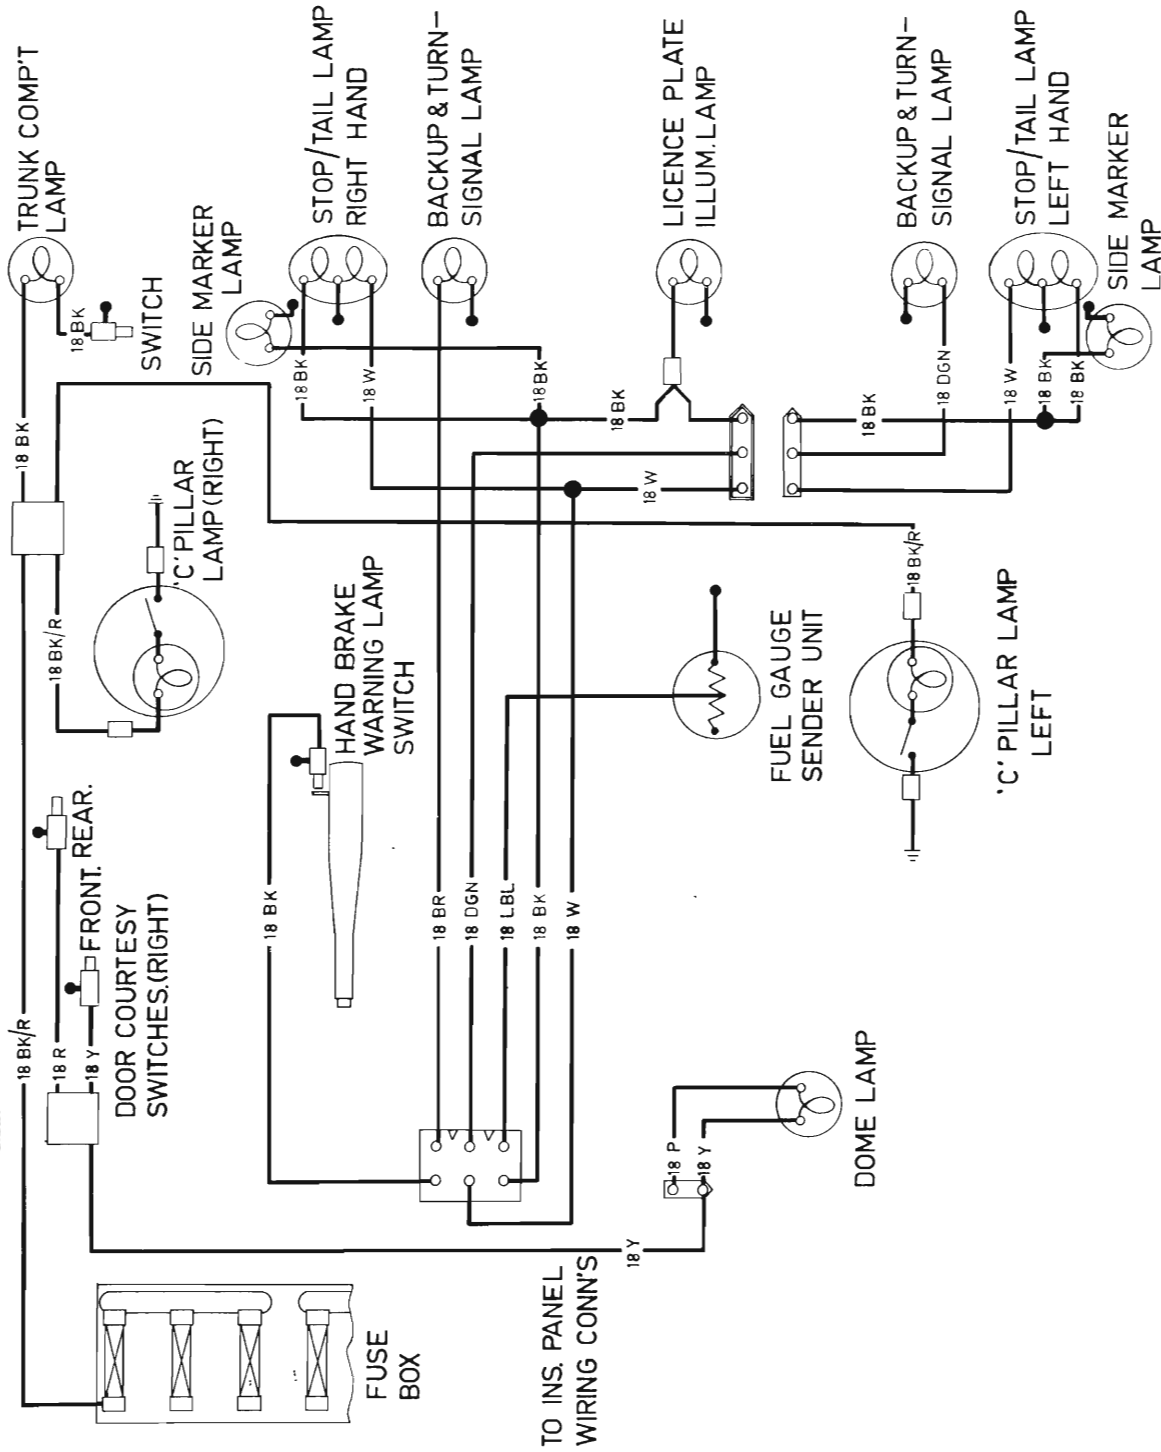 TRUNK COMP'T
LAMP
18 BK
SWITCH
SIDE MARKER
LAMP
STOP/TAIL LAMP
RIGHT HAND
BACKUP & TURN-
SIGNAL LAMP
LICENCE PLATE
ILLUM. LAMP
BACKUP & TURN-
SIGNAL LAMP
STOP/TAIL LAMP
LEFT HAND
SIDE MARKER
LAMP
18 BK
18 BK
18 W
18 BK
18 BK
18 W
18 BK
18 DGN
18 W
18 BK
18 BK
'C' PILLAR
LAMP (RIGHT)
18 BK/R
HAND BRAKE
WARNING LAMP
SWITCH
FUEL GAUGE
SENDER UNIT
18 BK/R
'C' PILLAR LAMP
LEFT
REAR.
FRONT.
DOOR COURTESY
SWITCHES.(RIGHT)
18 BK/R
18 R
18 Y
18 BK
18 BR
18 DGN
18 LBL
18 BK
18 W
18 P
18 Y
DOME LAMP
18 Y
FUSE
BOX
TO INS. PANEL
WIRING CONN'S